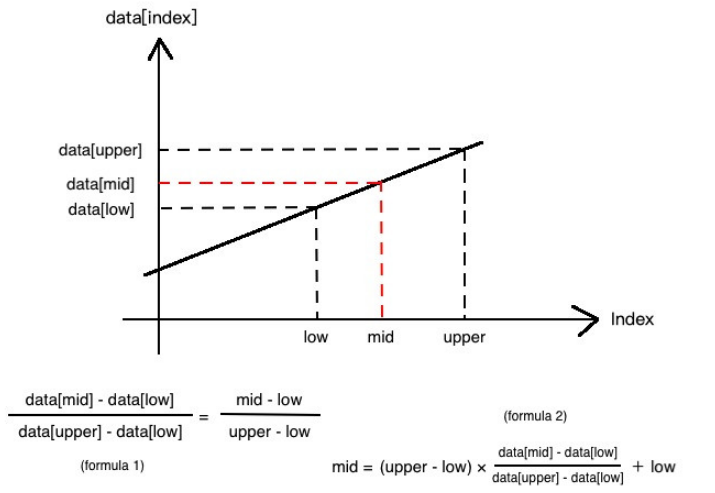 data[index]
data[upper]
data[mid]
data[low]
Index
low mid upper
data[mid] - data[low] / data[upper] - data[low] = mid - low / upper - low
(formula 1)
(formula 2)
mid = (upper - low) × data[mid] - data[low] / data[upper] - data[low] + low